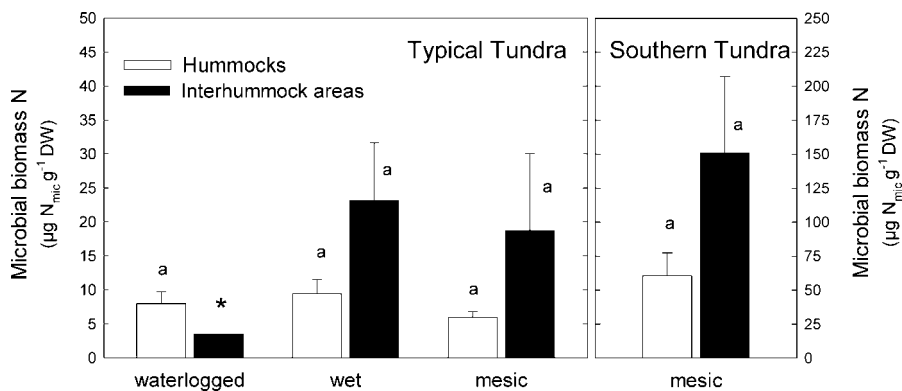 Typical Tundra
Southern Tundra
Hummocks
Interhummock areas
Microbial biomass N
(µg N_mic g⁻¹ DW)
50
45
40
35
30
25
20
15
10
5
0
a
*
a
a
a
a
a
a
waterlogged
wet
mesic
mesic
250
225
200
175
150
125
100
75
50
25
0
Microbial biomass N
(µg N_mic g⁻¹ DW)